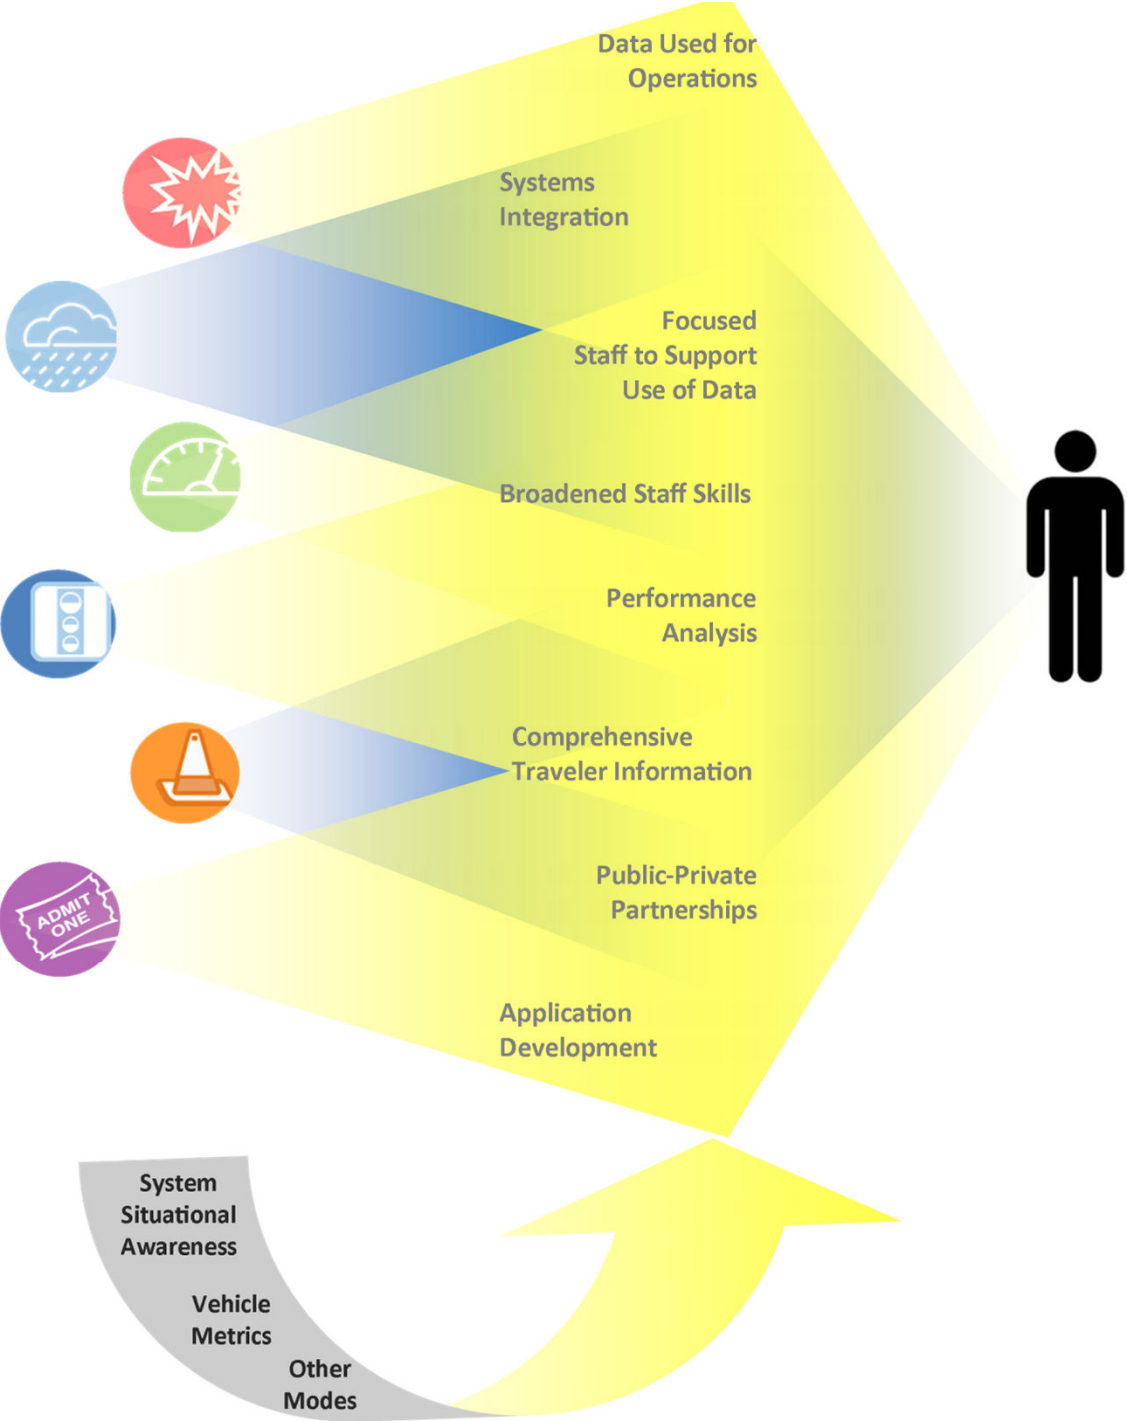 Data Used for
Operations
Systems
Integration
Focused
Staff to Support
Use of Data
Broadened Staff Skills
Performance
Analysis
Comprehensive
Traveler Information
Public-Private
Partnerships
ADMIT
ONE
Application
Development
System
Situational
Awareness
Vehicle
Metrics
Other
Modes